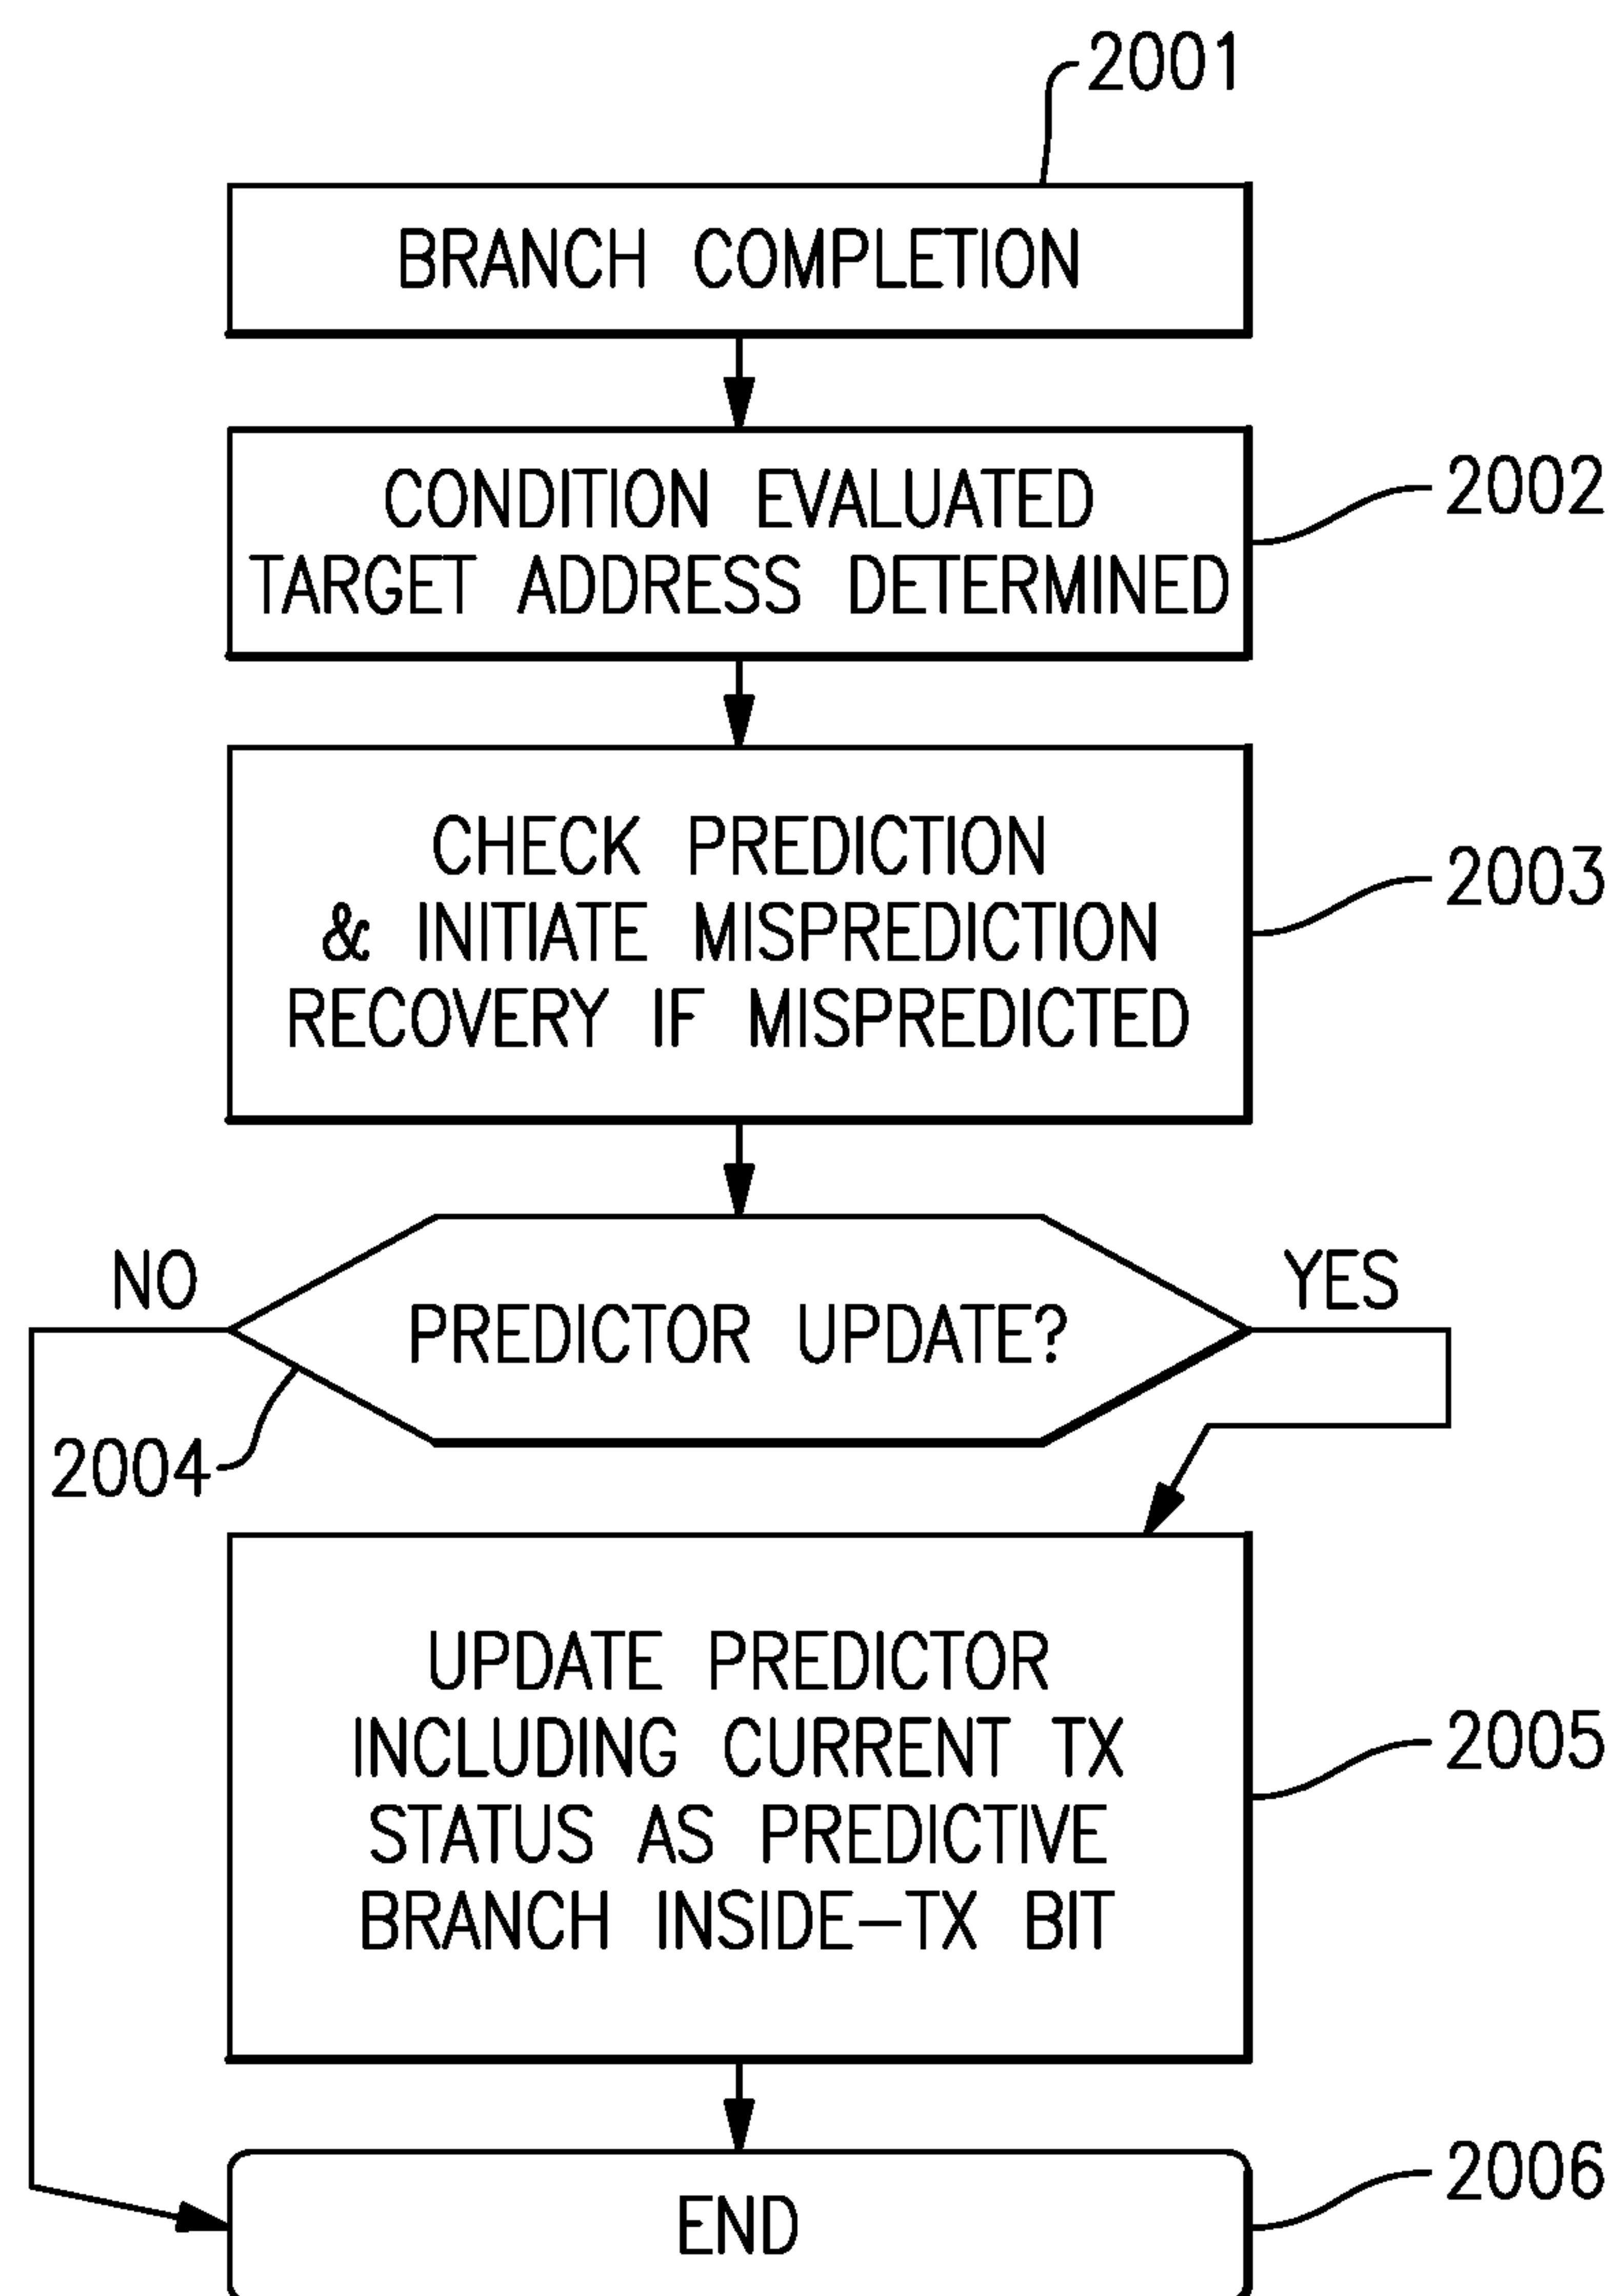 2001
BRANCH COMPLETION
CONDITION EVALUATED
TARGET ADDRESS DETERMINED
2002
CHECK PREDICTION
& INITIATE MISPREDICTION
RECOVERY IF MISPREDICTED
2003
NO
PREDICTOR UPDATE?
YES
2004
UPDATE PREDICTOR
INCLUDING CURRENT TX
STATUS AS PREDICTIVE
BRANCH INSIDE-TX BIT
2005
END
2006